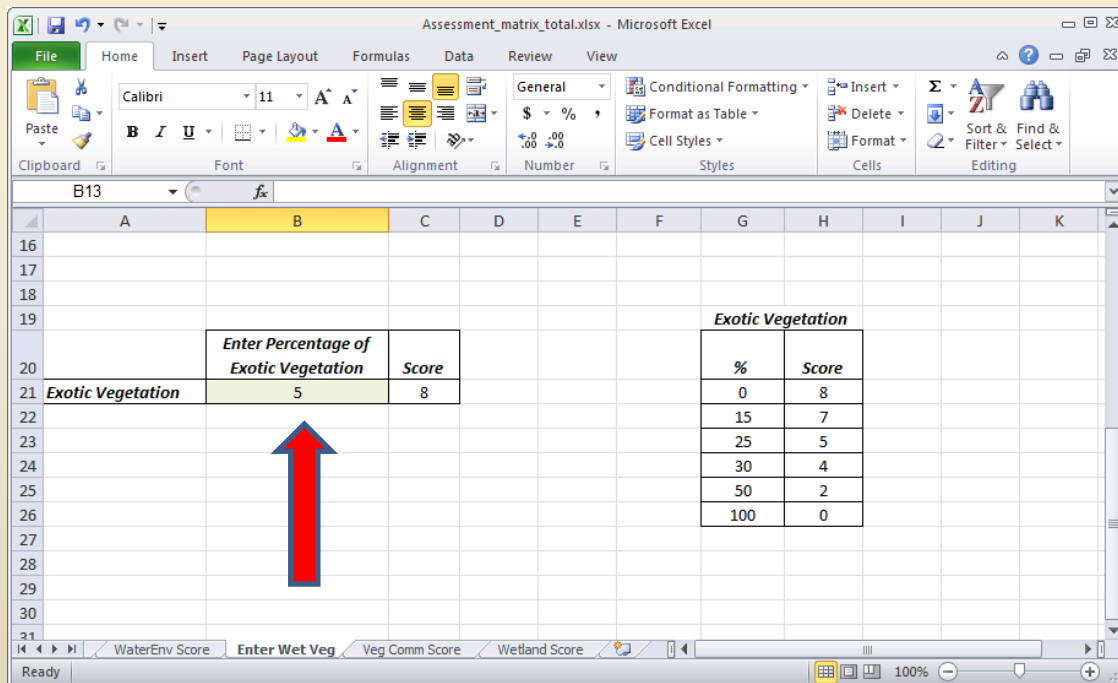 Assessment_matrix_total.xlsx - Microsoft Excel
File Home Insert Page Layout Formulas Data Review View
Paste
Clipboard
Calibri 11
B I U
Font
Alignment
General
$ % ,
Number
Conditional Formatting
Format as Table
Cell Styles
Styles
Insert
Delete
Format
Cells
Σ
Sort & Filter
Find & Select
Editing
B13 fx
A B C D E F G H I J K
16
17
18
19 Exotic Vegetation
20 Enter Percentage of Exotic Vegetation Score % Score
21 Exotic Vegetation 5 8 0 8
22 15 7
23 25 5
24 30 4
25 50 2
26 100 0
27
28
29
30
31
WaterEnv Score Enter Wet Veg Veg Comm Score Wetland Score
Ready 100%